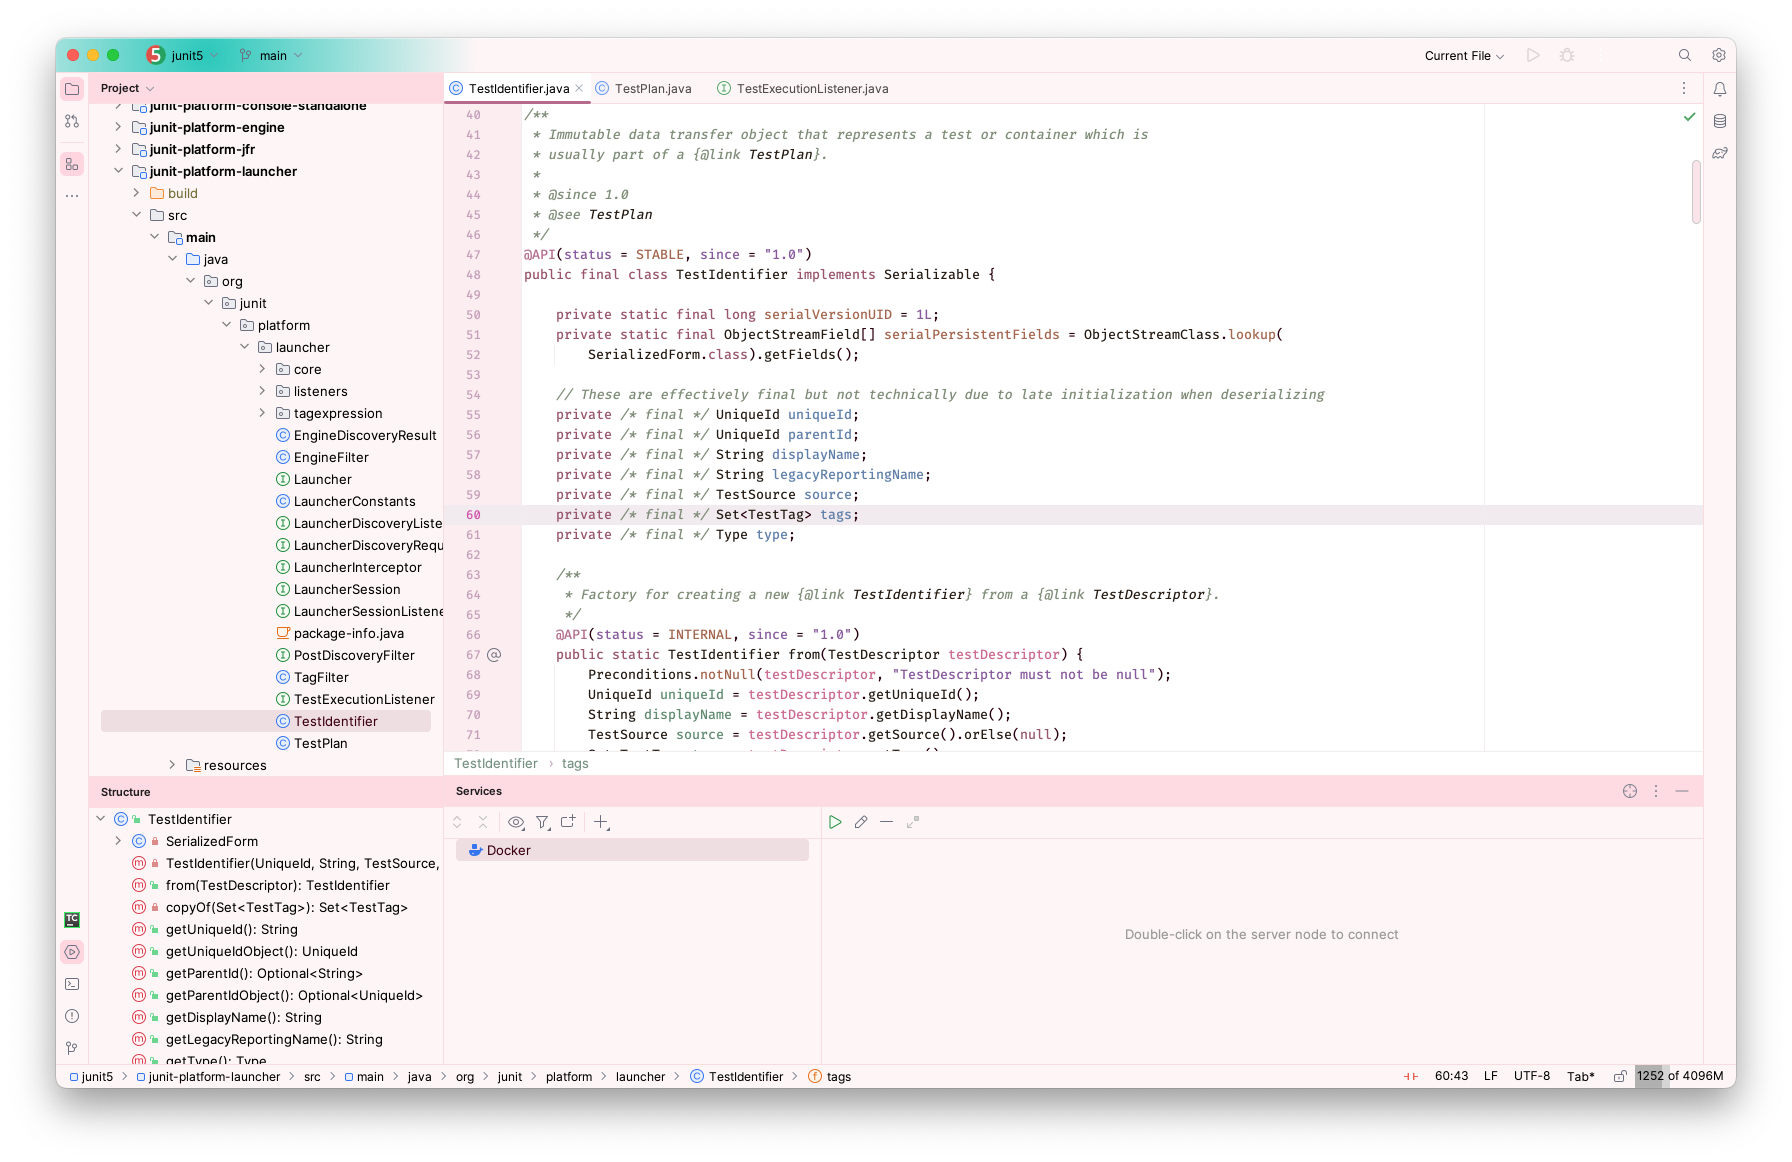 5 junit5 main Current File
Project
junit-platform-console-standalone
junit-platform-engine
junit-platform-jfr
junit-platform-launcher
build
src
main
java
org
junit
platform
launcher
core
listeners
tagexpression
EngineDiscoveryResult
EngineFilter
Launcher
LauncherConstants
LauncherDiscoveryListe
LauncherDiscoveryRequ
LauncherInterceptor
LauncherSession
LauncherSessionListene
package-info.java
PostDiscoveryFilter
TagFilter
TestExecutionListener
TestIdentifier
TestPlan
resources
TestIdentifier.java TestPlan.java TestExecutionListener.java
40 /**
41 * Immutable data transfer object that represents a test or container which is
42 * usually part of a {@link TestPlan}.
43 *
44 * @since 1.0
45 * @see TestPlan
46 */
47 @API(status = STABLE, since = "1.0")
48 public final class TestIdentifier implements Serializable {
49
50 private static final long serialVersionUID = 1L;
51 private static final ObjectStreamField[] serialPersistentFields = ObjectStreamClass.lookup(
52 SerializedForm.class).getFields();
53
54 // These are effectively final but not technically due to late initialization when deserializing
55 private /* final */ UniqueId uniqueId;
56 private /* final */ UniqueId parentId;
57 private /* final */ String displayName;
58 private /* final */ String legacyReportingName;
59 private /* final */ TestSource source;
60 private /* final */ Set<TestTag> tags;
61 private /* final */ Type type;
62
63 /**
64 * Factory for creating a new {@link TestIdentifier} from a {@link TestDescriptor}.
65 */
66 @API(status = INTERNAL, since = "1.0")
67 @ public static TestIdentifier from(TestDescriptor testDescriptor) {
68 Preconditions.notNull(testDescriptor, "TestDescriptor must not be null");
69 UniqueId uniqueId = testDescriptor.getUniqueId();
70 String displayName = testDescriptor.getDisplayName();
71 TestSource source = testDescriptor.getSource().orElse(null);
TestIdentifier › tags
Structure
TestIdentifier
SerializedForm
TestIdentifier(UniqueId, String, TestSource,
from(TestDescriptor): TestIdentifier
copyOf(Set<TestTag>): Set<TestTag>
getUniqueId(): String
getUniqueIdObject(): UniqueId
getParentId(): Optional<String>
getParentIdObject(): Optional<UniqueId>
getDisplayName(): String
getLegacyReportingName(): String
getType(): Type
Services
Docker
Double-click on the server node to connect
TC
junit5 > junit-platform-launcher > src > main > java > org > junit > platform > launcher > TestIdentifier > tags 60:43 LF UTF-8 Tab* 1252 of 4096M